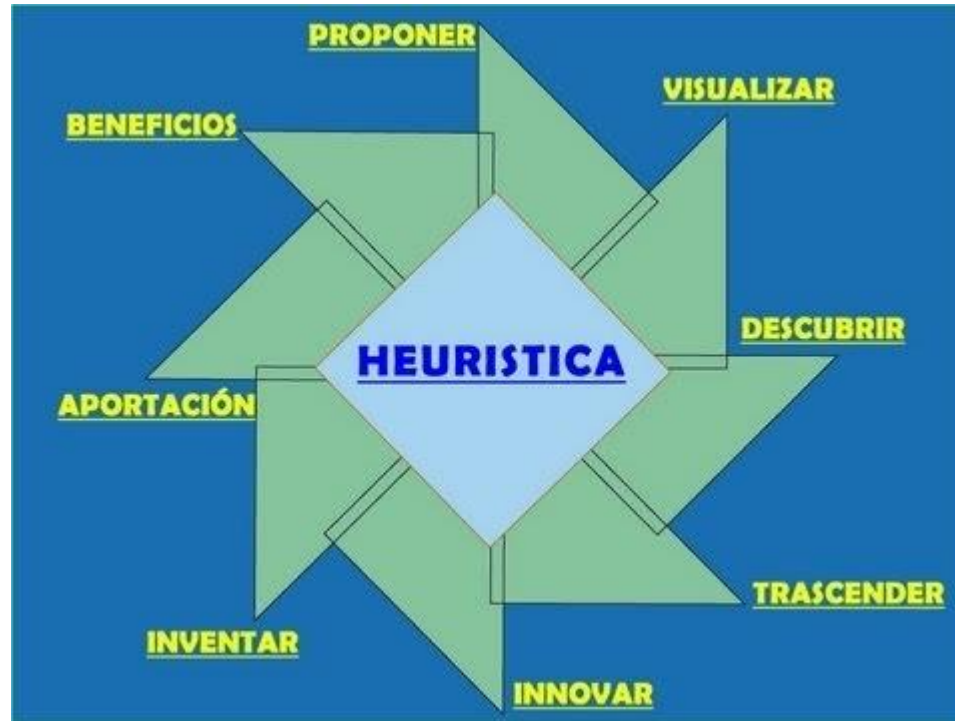 PROPONER
VISUALIZAR
BENEFICIOS
DESCUBRIR
HEURISTICA
APORTACIÓN
TRASCENDER
INVENTAR
INNOVAR